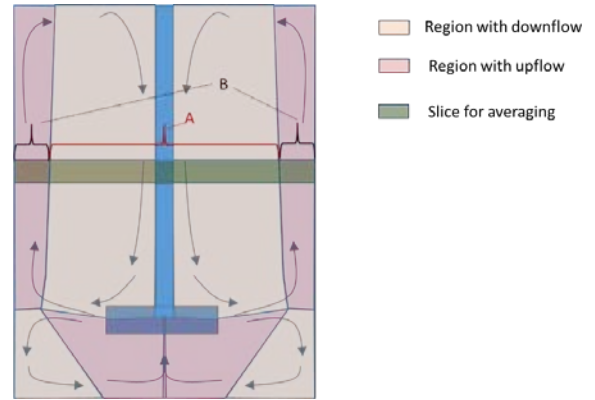 Region with downflow
Region with upflow
B
A
Slice for averaging